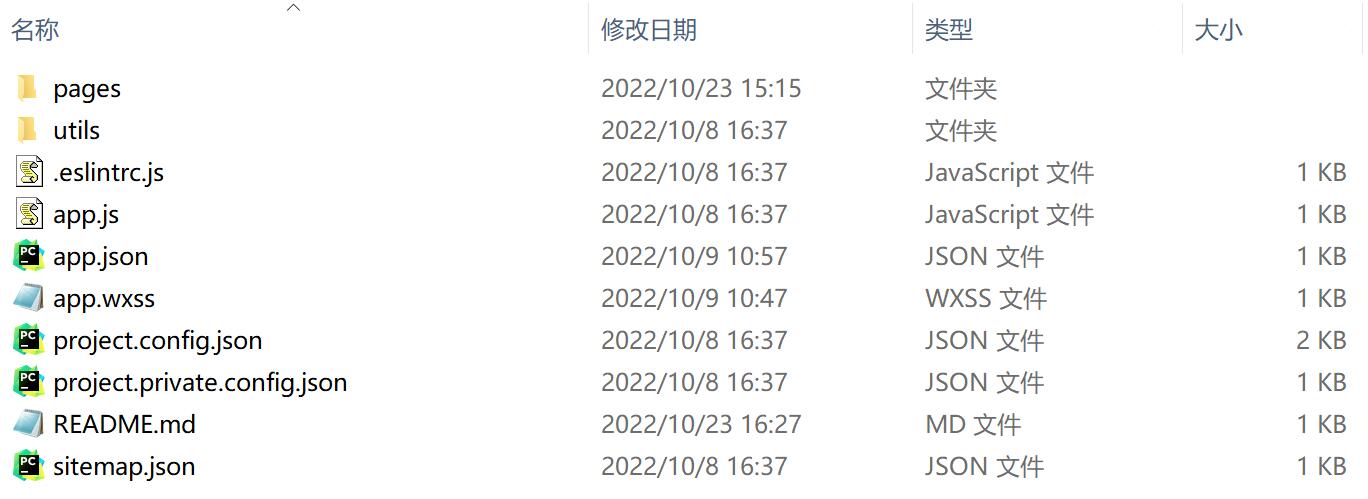 名称 修改日期 类型 大小
pages 2022/10/23 15:15 文件夹
utils 2022/10/8 16:37 文件夹
.eslintrc.js 2022/10/8 16:37 JavaScript 文件 1 KB
app.js 2022/10/8 16:37 JavaScript 文件 1 KB
PC app.json 2022/10/9 10:57 JSON 文件 1 KB
app.wxss 2022/10/9 10:47 WXSS 文件 1 KB
PC project.config.json 2022/10/8 16:37 JSON 文件 2 KB
PC project.private.config.json 2022/10/8 16:37 JSON 文件 1 KB
README.md 2022/10/23 16:27 MD 文件 1 KB
PC sitemap.json 2022/10/8 16:37 JSON 文件 1 KB